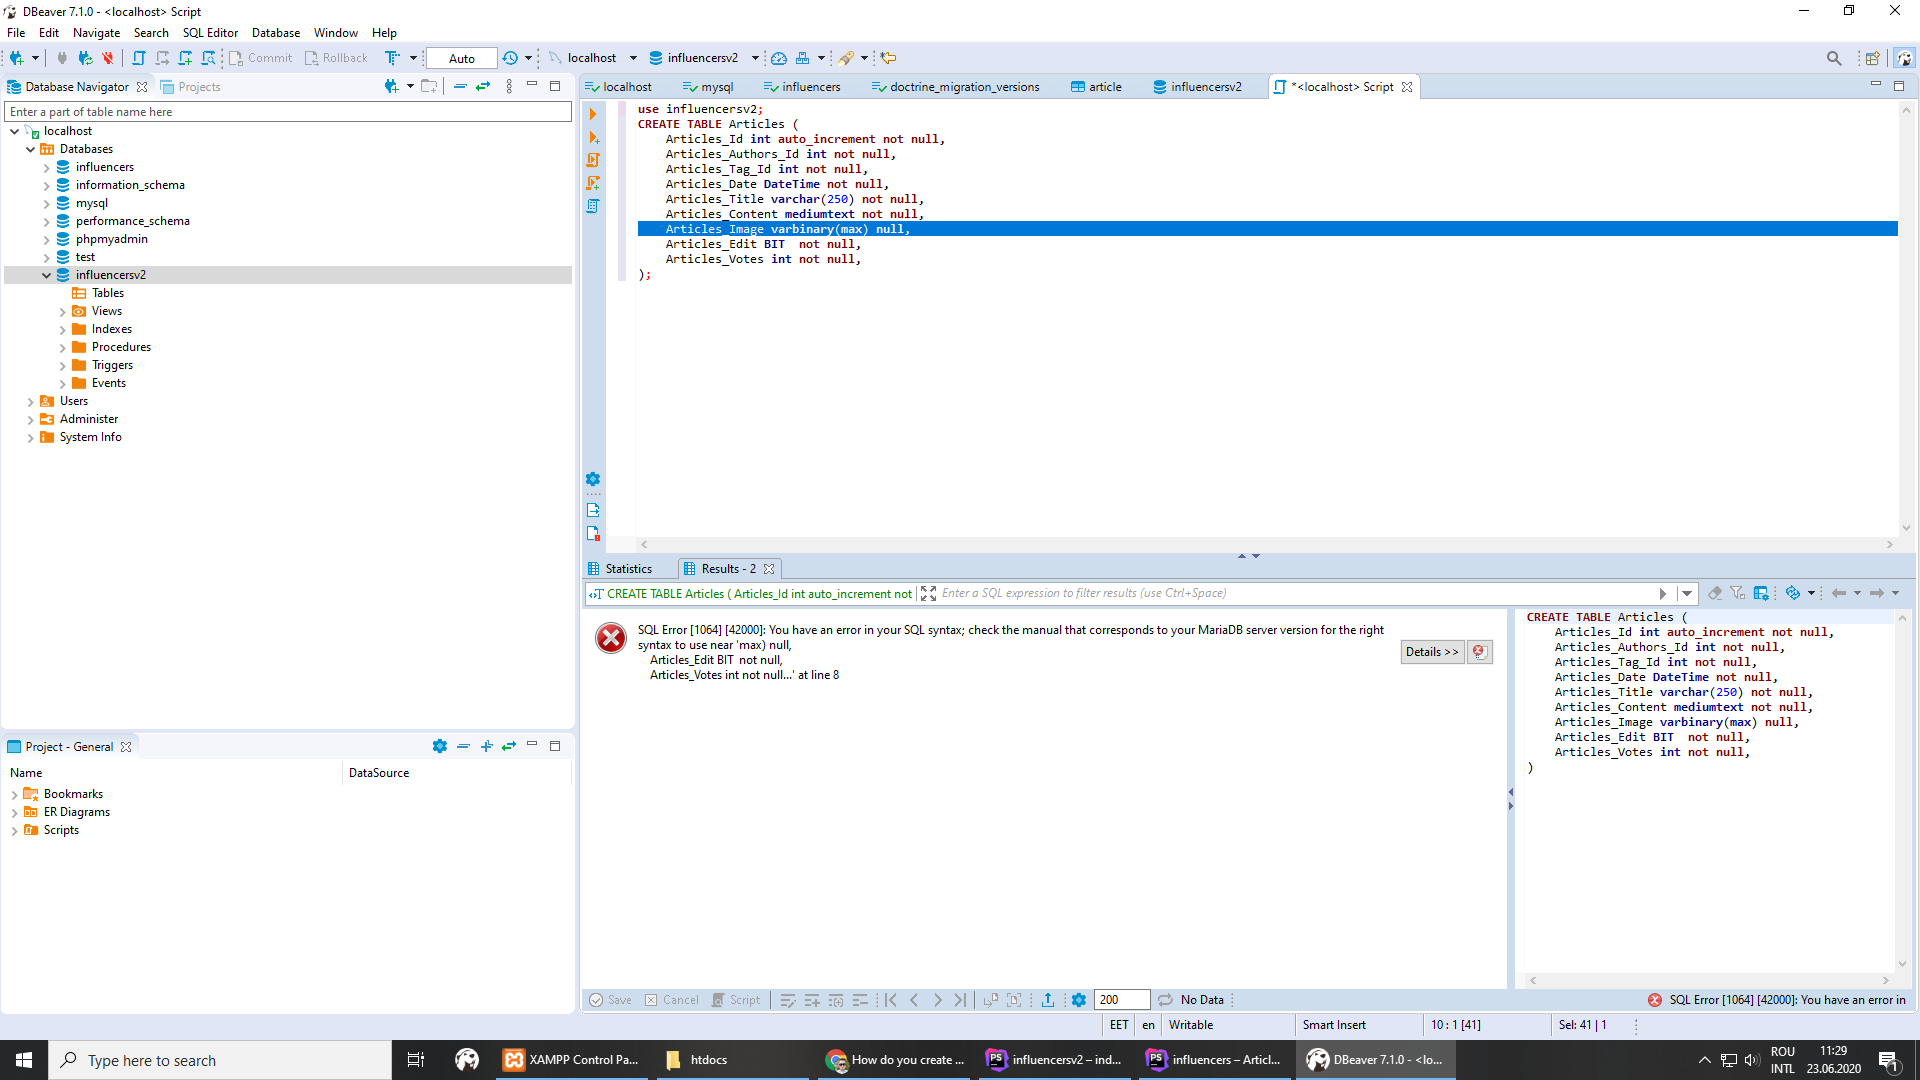 DBeaver 7.1.0 - <localhost> Script
File Edit Navigate Search SQL Editor Database Window Help
Commit Rollback Auto localhost influencersv2
Database Navigator Projects
Enter a part of table name here
localhost
Databases
influencers
information_schema
mysql
performance_schema
phpmyadmin
test
influencersv2
Tables
Views
Indexes
Procedures
Triggers
Events
Users
Administer
System Info
Project - General
Name DataSource
Bookmarks
ER Diagrams
Scripts
localhost mysql influencers doctrine_migration_versions article influencersv2 *<localhost> Script
use influencersv2;
CREATE TABLE Articles (
Articles_Id int auto_increment not null,
Articles_Authors_Id int not null,
Articles_Tag_Id int not null,
Articles_Date DateTime not null,
Articles_Title varchar(250) not null,
Articles_Content mediumtext not null,
Articles_Image varbinary(max) null,
Articles_Edit BIT  not null,
Articles_Votes int not null,
);
Statistics Results - 2
CREATE TABLE Articles ( Articles_Id int auto_increment not Enter a SQL expression to filter results (use Ctrl+Space)
SQL Error [1064] [42000]: You have an error in your SQL syntax; check the manual that corresponds to your MariaDB server version for the right
syntax to use near 'max) null,
Articles_Edit BIT  not null,
Articles_Votes int not null...' at line 8
Details >>
CREATE TABLE Articles (
Articles_Id int auto_increment not null,
Articles_Authors_Id int not null,
Articles_Tag_Id int not null,
Articles_Date DateTime not null,
Articles_Title varchar(250) not null,
Articles_Content mediumtext not null,
Articles_Image varbinary(max) null,
Articles_Edit BIT  not null,
Articles_Votes int not null,
)
Save Cancel Script 200 No Data SQL Error [1064] [42000]: You have an error in
EET en Writable Smart Insert 10 : 1 [41] Sel: 41 | 1
Type here to search
XAMPP Control Pa...
htdocs
How do you create ...
influencersv2 – ind...
influencers – Articl...
DBeaver 7.1.0 - <lo...
ROU
INTL
11:29
23.06.2020
1